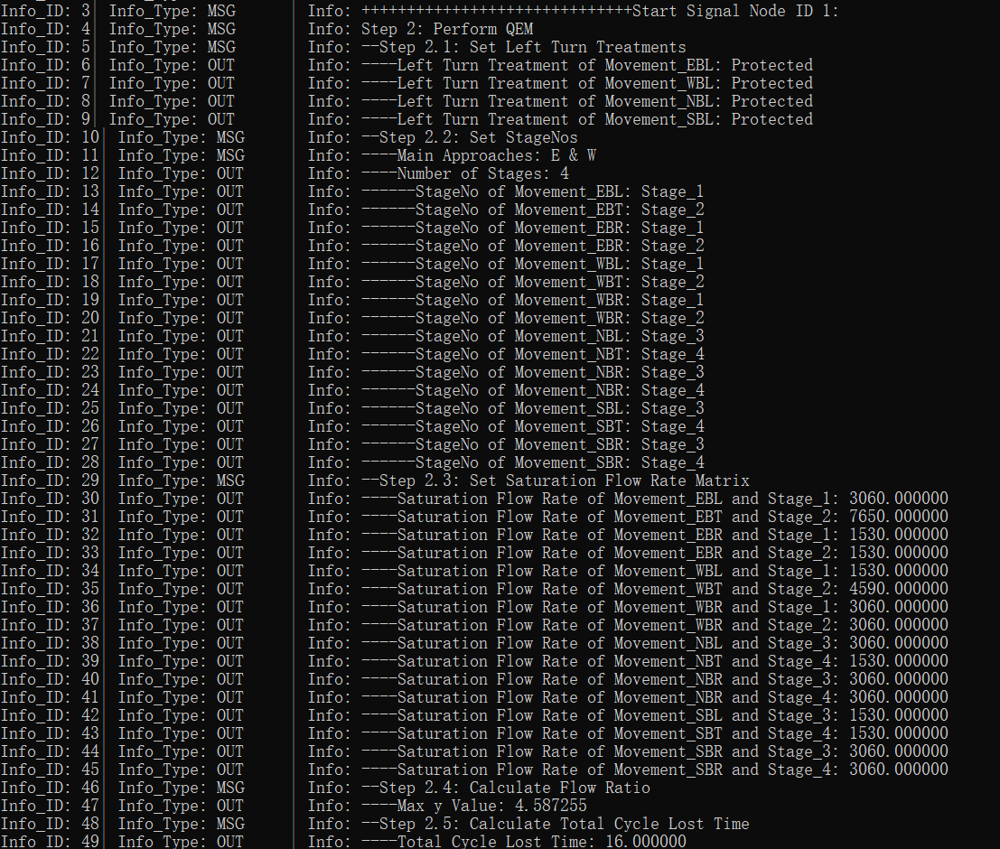 Info_ID: 3 Info_Type: MSG Info: ++++++++++++++++++++++++++++++Start Signal Node ID 1:
Info_ID: 4 Info_Type: MSG Info: Step 2: Perform QEM
Info_ID: 5 Info_Type: MSG Info: --Step 2.1: Set Left Turn Treatments
Info_ID: 6 Info_Type: OUT Info: ----Left Turn Treatment of Movement_EBL: Protected
Info_ID: 7 Info_Type: OUT Info: ----Left Turn Treatment of Movement_WBL: Protected
Info_ID: 8 Info_Type: OUT Info: ----Left Turn Treatment of Movement_NBL: Protected
Info_ID: 9 Info_Type: OUT Info: ----Left Turn Treatment of Movement_SBL: Protected
Info_ID: 10 Info_Type: MSG Info: --Step 2.2: Set StageNos
Info_ID: 11 Info_Type: MSG Info: ----Main Approaches: E & W
Info_ID: 12 Info_Type: OUT Info: ----Number of Stages: 4
Info_ID: 13 Info_Type: OUT Info: ------StageNo of Movement_EBL: Stage_1
Info_ID: 14 Info_Type: OUT Info: ------StageNo of Movement_EBT: Stage_2
Info_ID: 15 Info_Type: OUT Info: ------StageNo of Movement_EBR: Stage_1
Info_ID: 16 Info_Type: OUT Info: ------StageNo of Movement_EBR: Stage_2
Info_ID: 17 Info_Type: OUT Info: ------StageNo of Movement_WBL: Stage_1
Info_ID: 18 Info_Type: OUT Info: ------StageNo of Movement_WBT: Stage_2
Info_ID: 19 Info_Type: OUT Info: ------StageNo of Movement_WBR: Stage_1
Info_ID: 20 Info_Type: OUT Info: ------StageNo of Movement_WBR: Stage_2
Info_ID: 21 Info_Type: OUT Info: ------StageNo of Movement_NBL: Stage_3
Info_ID: 22 Info_Type: OUT Info: ------StageNo of Movement_NBT: Stage_4
Info_ID: 23 Info_Type: OUT Info: ------StageNo of Movement_NBR: Stage_3
Info_ID: 24 Info_Type: OUT Info: ------StageNo of Movement_NBR: Stage_4
Info_ID: 25 Info_Type: OUT Info: ------StageNo of Movement_SBL: Stage_3
Info_ID: 26 Info_Type: OUT Info: ------StageNo of Movement_SBT: Stage_4
Info_ID: 27 Info_Type: OUT Info: ------StageNo of Movement_SBR: Stage_3
Info_ID: 28 Info_Type: OUT Info: ------StageNo of Movement_SBR: Stage_4
Info_ID: 29 Info_Type: MSG Info: --Step 2.3: Set Saturation Flow Rate Matrix
Info_ID: 30 Info_Type: OUT Info: ----Saturation Flow Rate of Movement_EBL and Stage_1: 3060.000000
Info_ID: 31 Info_Type: OUT Info: ----Saturation Flow Rate of Movement_EBT and Stage_2: 7650.000000
Info_ID: 32 Info_Type: OUT Info: ----Saturation Flow Rate of Movement_EBR and Stage_1: 1530.000000
Info_ID: 33 Info_Type: OUT Info: ----Saturation Flow Rate of Movement_EBR and Stage_2: 1530.000000
Info_ID: 34 Info_Type: OUT Info: ----Saturation Flow Rate of Movement_WBL and Stage_1: 1530.000000
Info_ID: 35 Info_Type: OUT Info: ----Saturation Flow Rate of Movement_WBT and Stage_2: 4590.000000
Info_ID: 36 Info_Type: OUT Info: ----Saturation Flow Rate of Movement_WBR and Stage_1: 3060.000000
Info_ID: 37 Info_Type: OUT Info: ----Saturation Flow Rate of Movement_WBR and Stage_2: 3060.000000
Info_ID: 38 Info_Type: OUT Info: ----Saturation Flow Rate of Movement_NBL and Stage_3: 3060.000000
Info_ID: 39 Info_Type: OUT Info: ----Saturation Flow Rate of Movement_NBT and Stage_4: 1530.000000
Info_ID: 40 Info_Type: OUT Info: ----Saturation Flow Rate of Movement_NBR and Stage_3: 3060.000000
Info_ID: 41 Info_Type: OUT Info: ----Saturation Flow Rate of Movement_NBR and Stage_4: 3060.000000
Info_ID: 42 Info_Type: OUT Info: ----Saturation Flow Rate of Movement_SBL and Stage_3: 1530.000000
Info_ID: 43 Info_Type: OUT Info: ----Saturation Flow Rate of Movement_SBT and Stage_4: 1530.000000
Info_ID: 44 Info_Type: OUT Info: ----Saturation Flow Rate of Movement_SBR and Stage_3: 3060.000000
Info_ID: 45 Info_Type: OUT Info: ----Saturation Flow Rate of Movement_SBR and Stage_4: 3060.000000
Info_ID: 46 Info_Type: MSG Info: --Step 2.4: Calculate Flow Ratio
Info_ID: 47 Info_Type: OUT Info: ----Max y Value: 4.587255
Info_ID: 48 Info_Type: MSG Info: --Step 2.5: Calculate Total Cycle Lost Time
Info_ID: 49 Info_Type: OUT Info: ----Total Cycle Lost Time: 16.000000